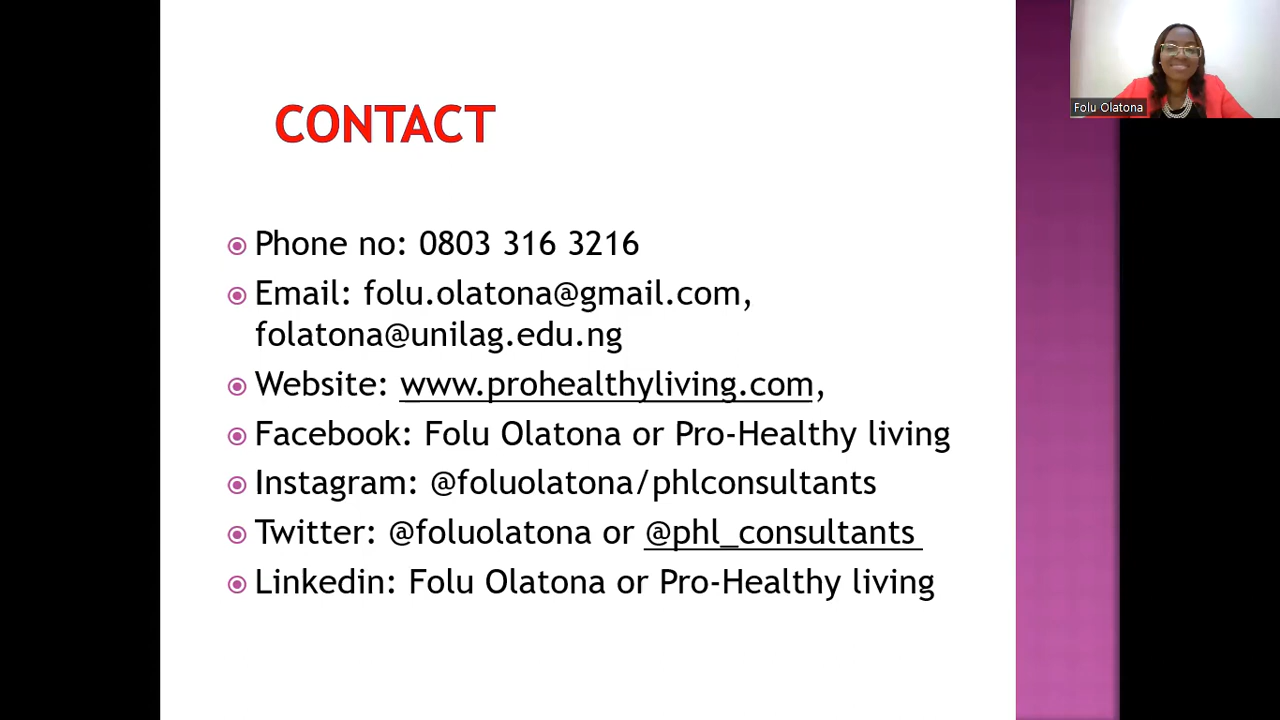 CONTACT
Folu Olatona
Phone no: 0803 316 3216
Email: folu.olatona@gmail.com,
folatona@unilag.edu.ng
Website: www.prohealthyliving.com,
Facebook: Folu Olatona or Pro-Healthy living
Instagram: @foluolatona/phlconsultants
Twitter: @foluolatona or @phl_consultants
Linkedin: Folu Olatona or Pro-Healthy living